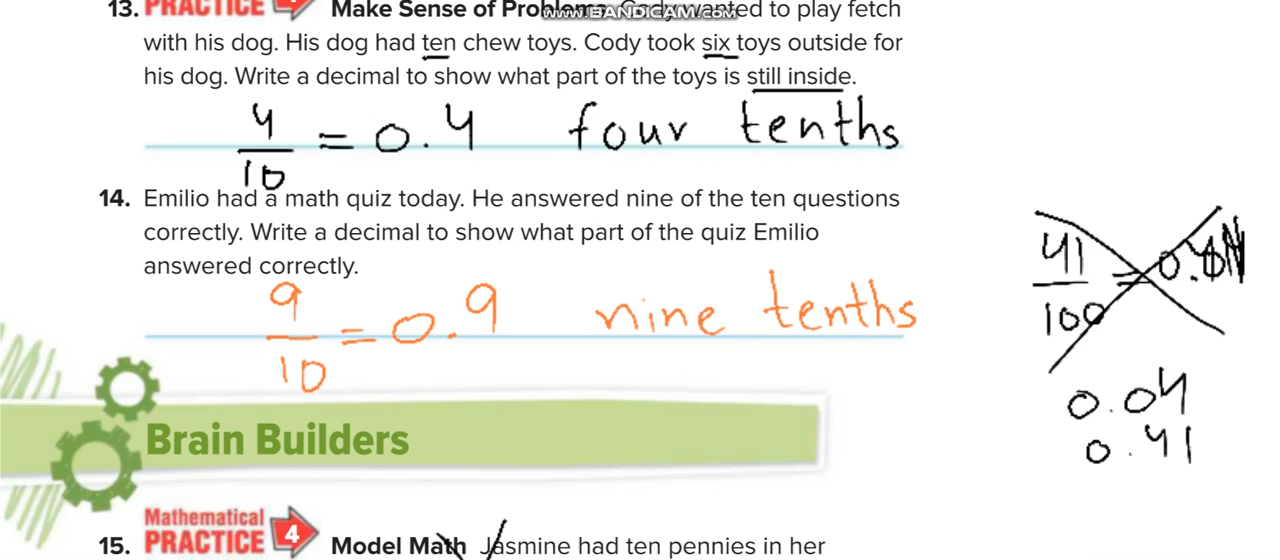 www.BANDICAM.com
13. PRACTICE Make Sense of Problems Cody wanted to play fetch
with his dog. His dog had ten chew toys. Cody took six toys outside for
his dog. Write a decimal to show what part of the toys is still inside.
4/10 = 0.4 four tenths
14. Emilio had a math quiz today. He answered nine of the ten questions
correctly. Write a decimal to show what part of the quiz Emilio
answered correctly.
9/10 = 0.9 nine tenths
41/100 =
0.04
0.41
Brain Builders
Mathematical
15. PRACTICE 4 Model Math Jasmine had ten pennies in her